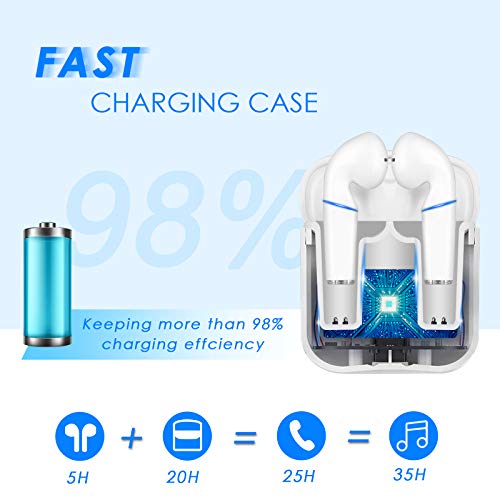 FAST
CHARGING CASE
98%
Keeping more than 98%
charging effciency
+ = =
5H 20H 25H 35H